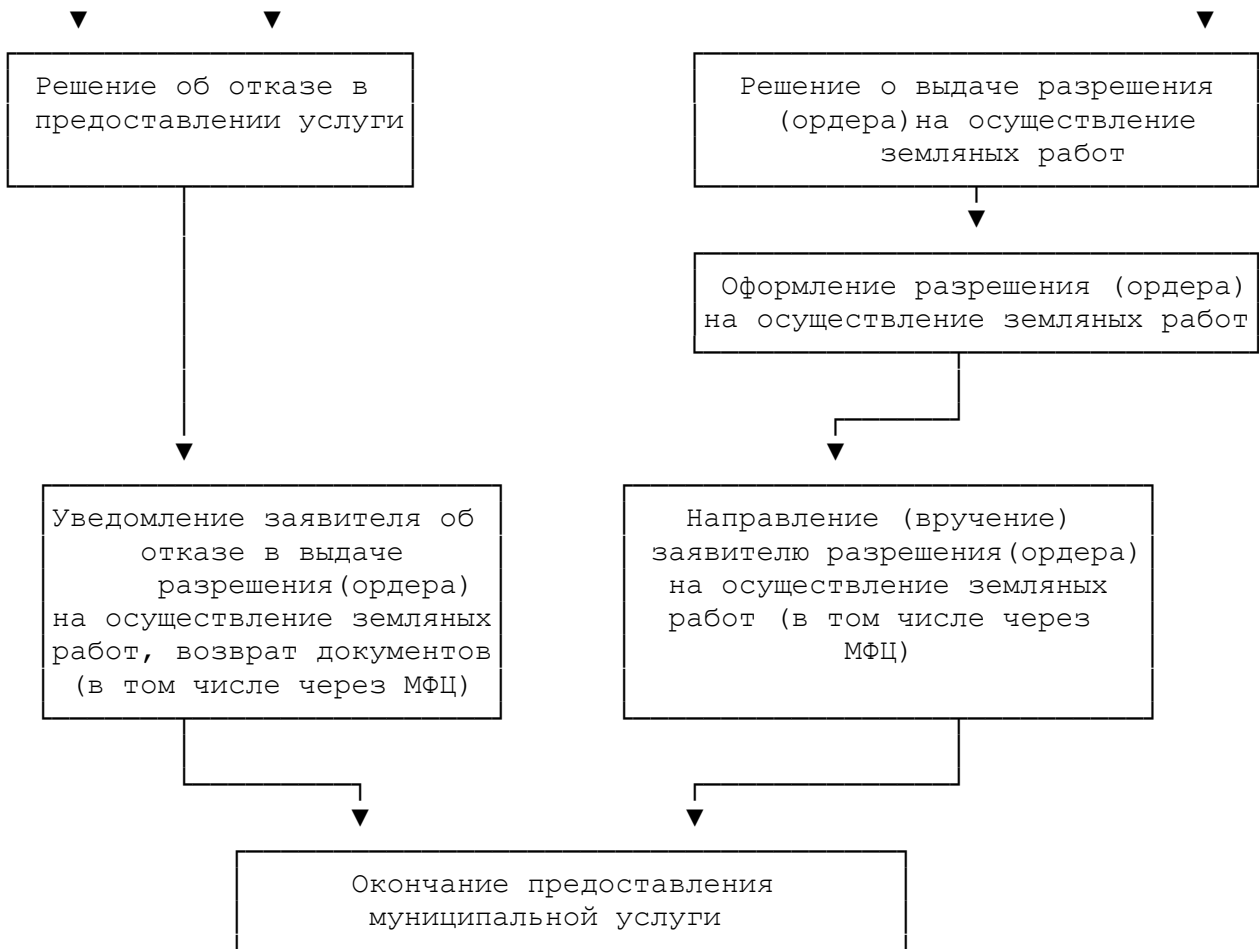 Решение об отказе в
предоставлении услуги
Решение о выдаче разрешения
(ордера)на осуществление
земляных работ
Оформление разрешения (ордера)
на осуществление земляных работ
Уведомление заявителя об
отказе в выдаче
разрешения(ордера)
на осуществление земляных
работ, возврат документов
(в том числе через МФЦ)
Направление (вручение)
заявителю разрешения(ордера)
на осуществление земляных
работ (в том числе через
МФЦ)
Окончание предоставления
муниципальной услуги